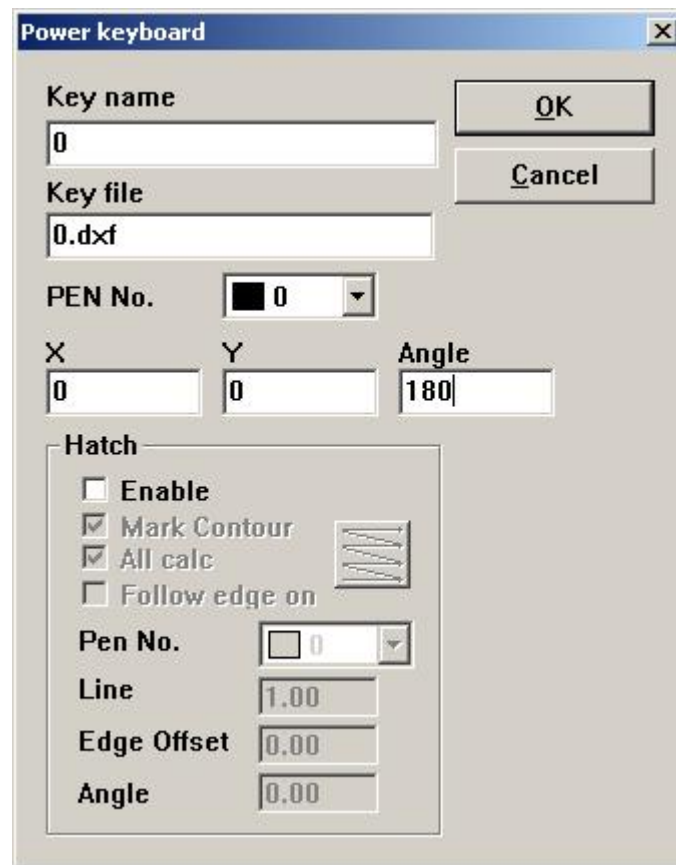 Power keyboard
Key name
OK
0
Cancel
Key file
0.dxf
PEN No. 0
X Y Angle
0 0 180
Hatch
Enable
Mark Contour
All calc
Follow edge on
Pen No. 0
Line 1.00
Edge Offset 0.00
Angle 0.00